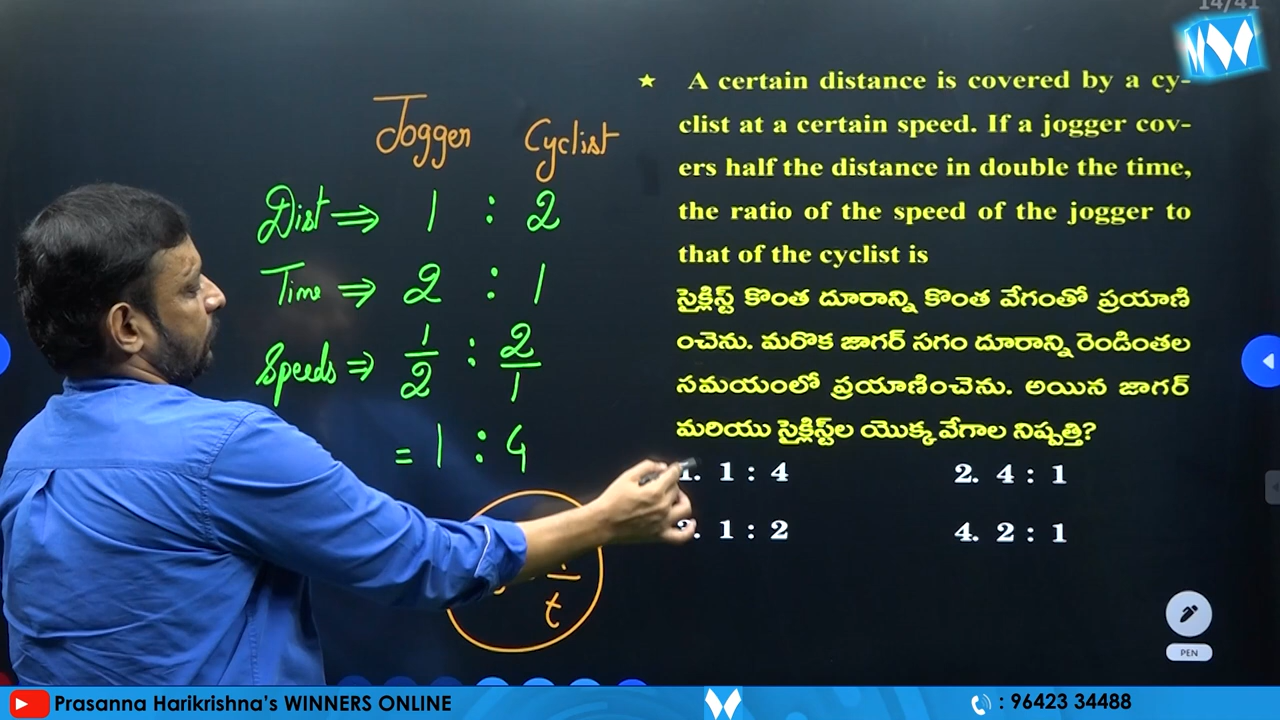 14/41
W
★ A certain distance is covered by a cy-
clist at a certain speed. If a jogger cov-
ers half the distance in double the time,
the ratio of the speed of the jogger to
that of the cyclist is
సైక్లిస్ట్ కొంత దూరాన్ని కొంత వేగంతో ప్రయాణి
ంచెను. మరొక జాగర్ సగం దూరాన్ని రెండింతల
సమయంలో ప్రయాణించెను. అయిన జాగర్
మరియు సైక్లిస్ట్‌ల యొక్క వేగాల నిష్పత్తి?
1. 1 : 4 2. 4 : 1
1 : 2 4. 2 : 1
Jogger Cyclist
Dist ⇒ 1 : 2
Time ⇒ 2 : 1
Speeds ⇒ 1/2 : 2/1
= 1 : 4
t
PEN
Prasanna Harikrishna's WINNERS ONLINE W : 96423 34488